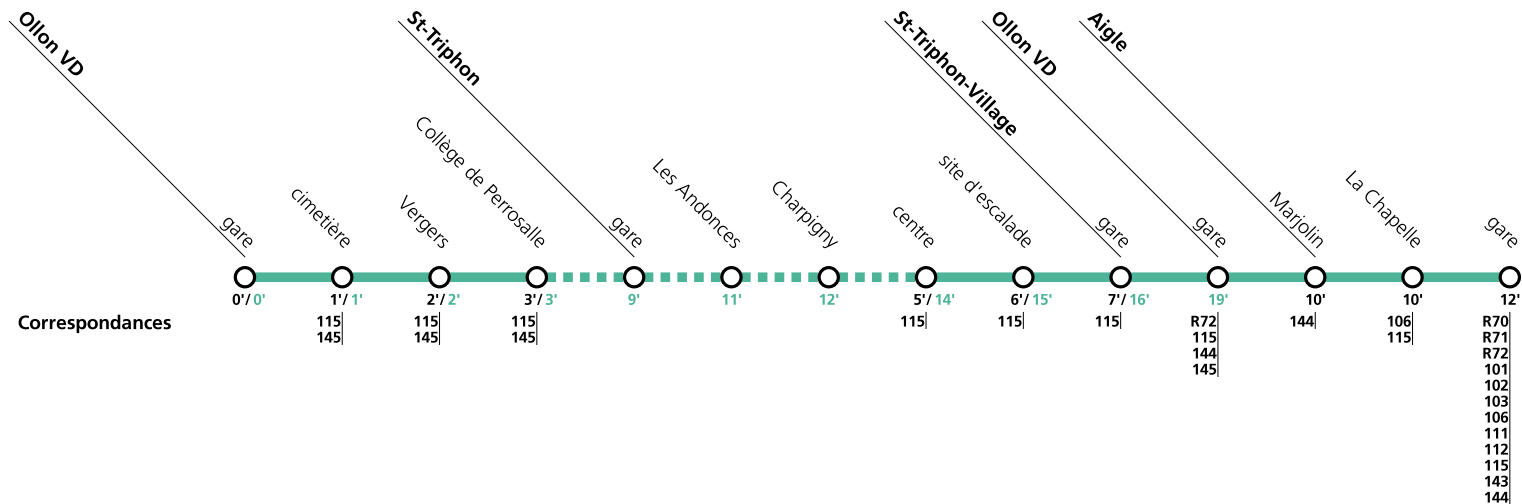 Ollon VD
St-Triphon
St-Triphon-Village
Ollon VD
Aigle
gare
cimetière
Vergers
Collège de Perrosalle
gare
Les Andonces
Charpigny
centre
site d'escalade
gare
gare
Marjolin
La Chapelle
gare
0'/ 0'
1'/ 1'
2'/ 2'
3'/ 3'
9'
11'
12'
5'/ 14'
6'/ 15'
7'/ 16'
19'
10'
10'
12'
Correspondances
115
145
115
145
115
145
115
115
115
R72
115
144
145
144
106
115
R70
R71
R72
101
102
103
106
111
112
115
143
144